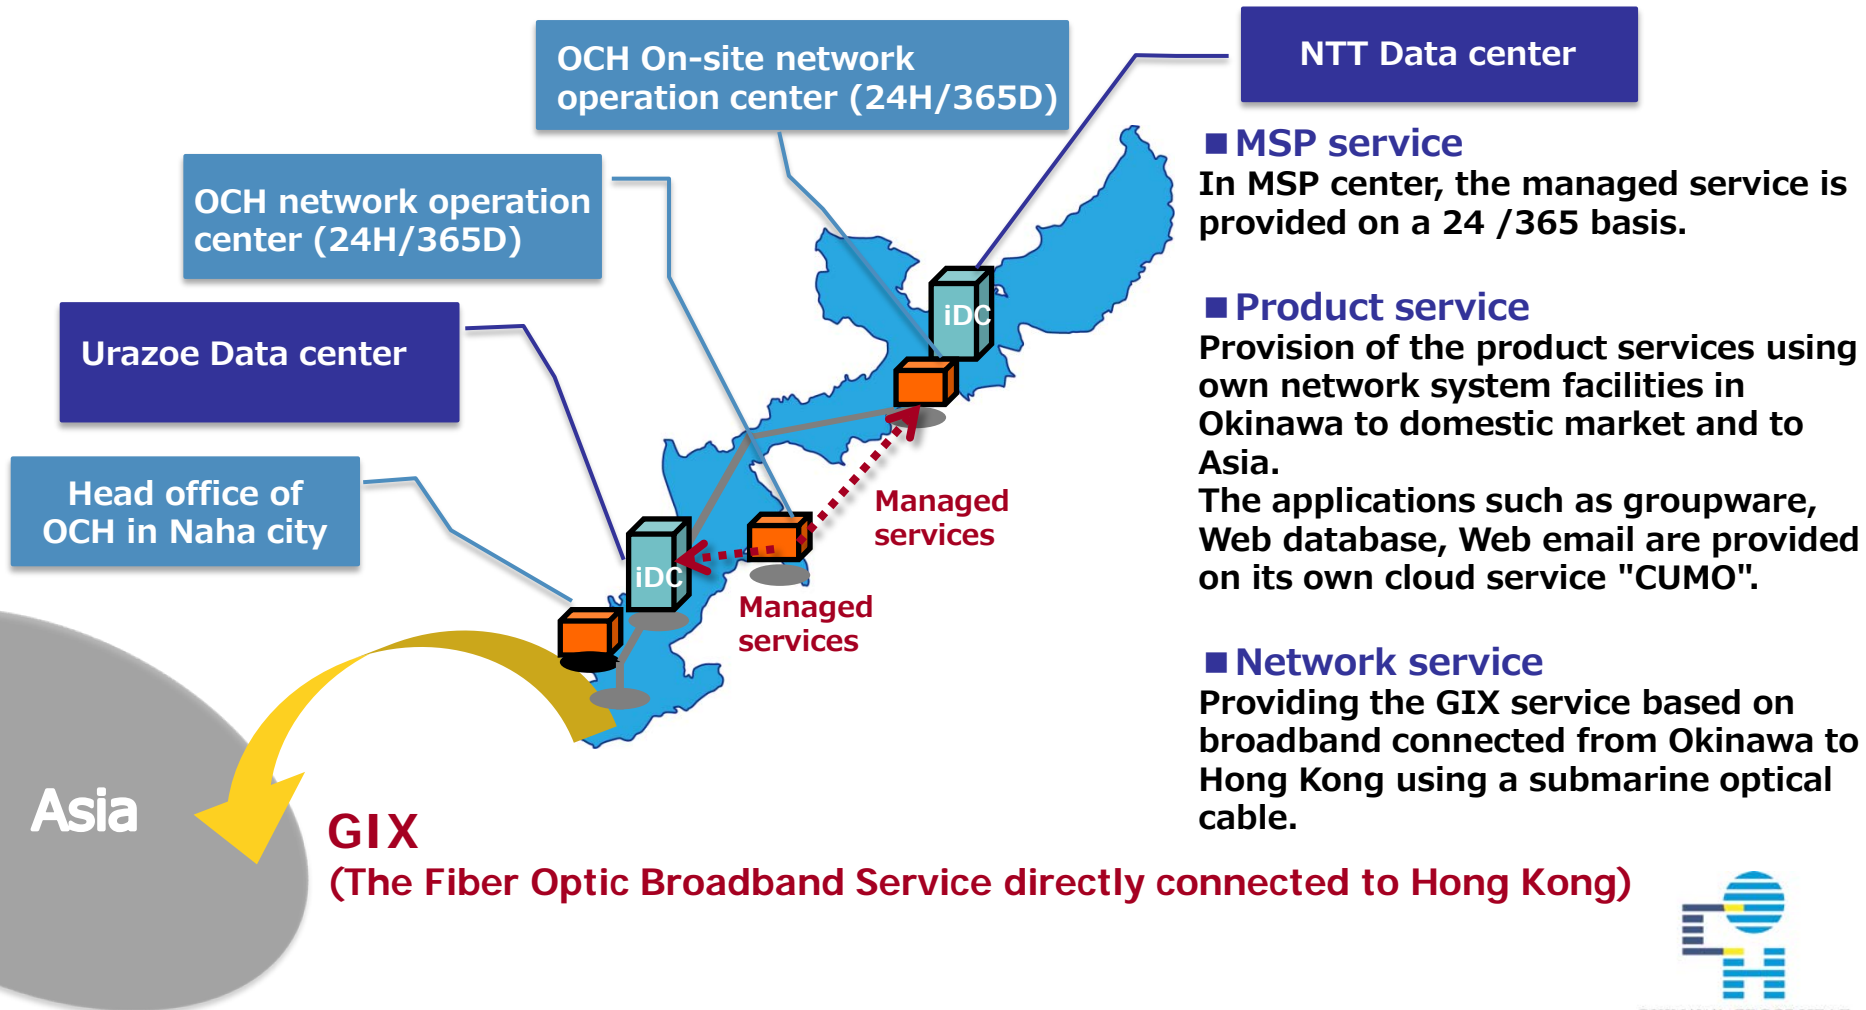 OCH On-site network
operation center (24H/365D)
NTT Data center
OCH network operation
center (24H/365D)
Urazoe Data center
Head office of
OCH in Naha city
iDC
iDC
Managed
services
Managed
services
Asia
GIX
(The Fiber Optic Broadband Service directly connected to Hong Kong)
■MSP service
In MSP center, the managed service is
provided on a 24 /365 basis.
■Product service
Provision of the product services using
own network system facilities in
Okinawa to domestic market and to
Asia.
The applications such as groupware,
Web database, Web email are provided
on its own cloud service "CUMO".
■Network service
Providing the GIX service based on
broadband connected from Okinawa to
Hong Kong using a submarine optical
cable.